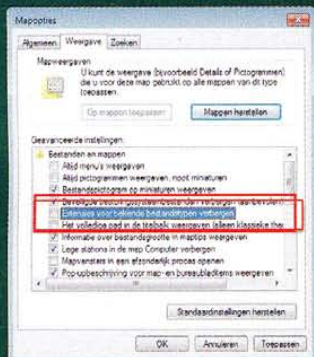 Mapopties
Algemeen Weergave Zoeken
Mapweergaven
U kunt de weergave (bijvoorbeeld Details of Pictogrammen)
die u voor deze map gebruikt op alle mappen van dit type
toepassen.
Op mappen toepassen Mappen herstellen
Geavanceerde instellingen:
Bestanden en mappen
Altijd menu's weergeven
Altijd pictogrammen weergeven, nooit miniaturen
Bestandspictogram op miniaturen weergeven
Beveiligde besturingssysteembestanden verbergen (aanbevolen)
Extensies voor bekende bestandstypen verbergen
Het volledige pad in de titelbalk weergeven (alleen klassieke the
Informatie over bestandsgrootte in maptips weergeven
Lege stations in de map Computer verbergen
Mapvensters in een afzonderlijk proces openen
Pop-upbeschrijving voor map- en bureaubladitems weergeven
Standaardinstellingen herstellen
OK Annuleren Toepassen